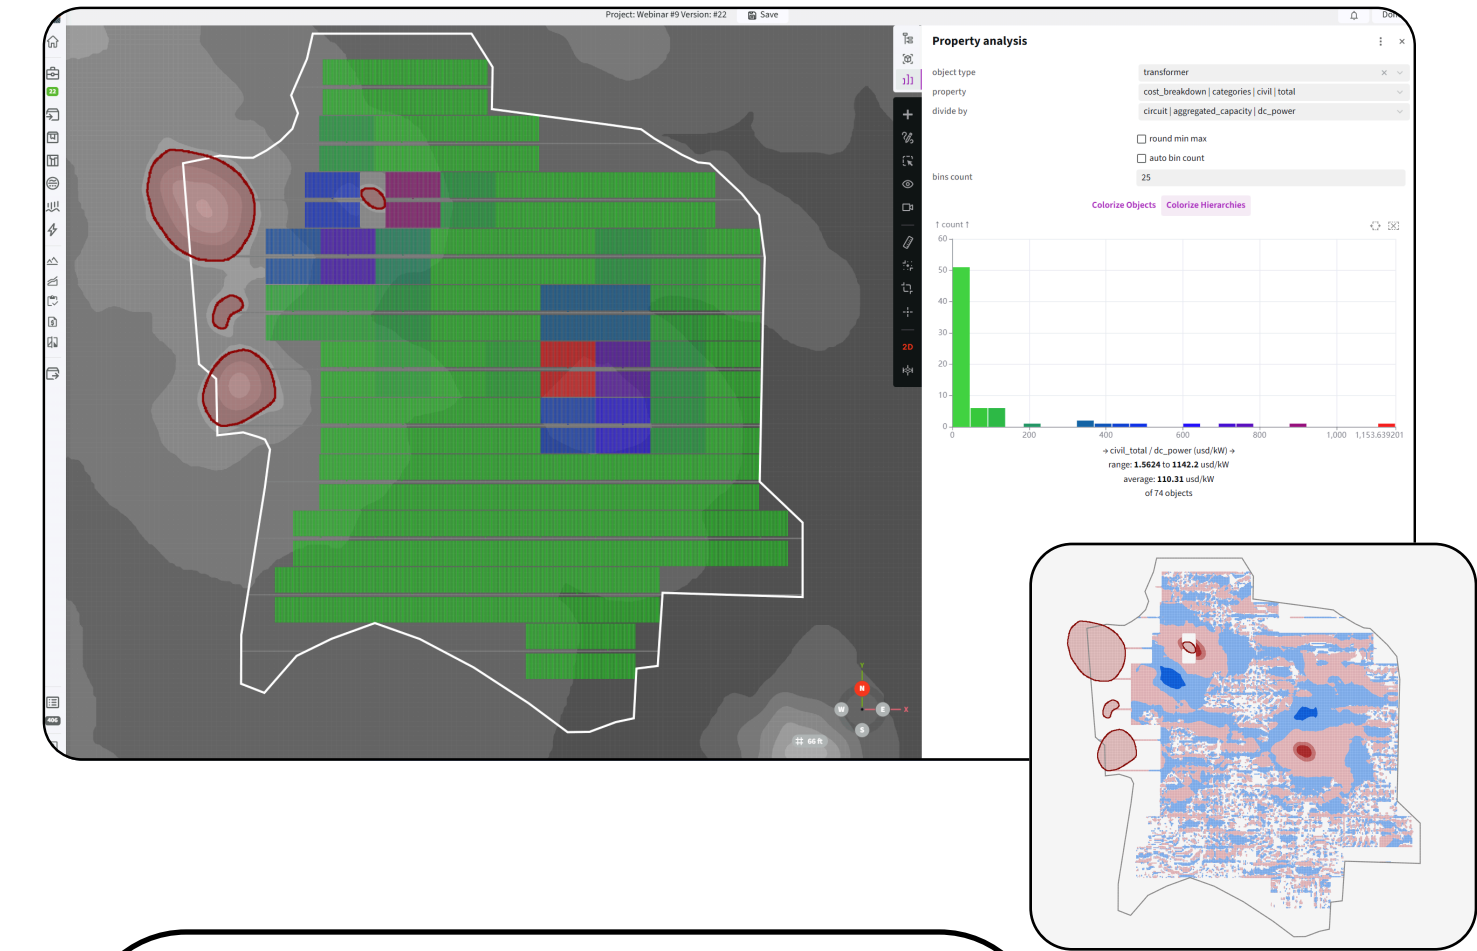 Project: Webinar #9 Version: #22
Save
Property analysis
object type
transformer
property
cost_breakdown | categories | civil | total
divide by
circuit | aggregated_capacity | dc_power
round min max
auto bin count
bins count
25
Colorize Objects
Colorize Hierarchies
↑ count ↑
60
50
40
30
20
10
0
0 200 400 600 800 1,000 1,153.639201
→ civil_total / dc_power (usd/kW) →
range: 1.5624 to 1142.2 usd/kW
average: 110.31 usd/kW
of 74 objects
22
2D
406
Y
N
W
E
X
S
66 ft